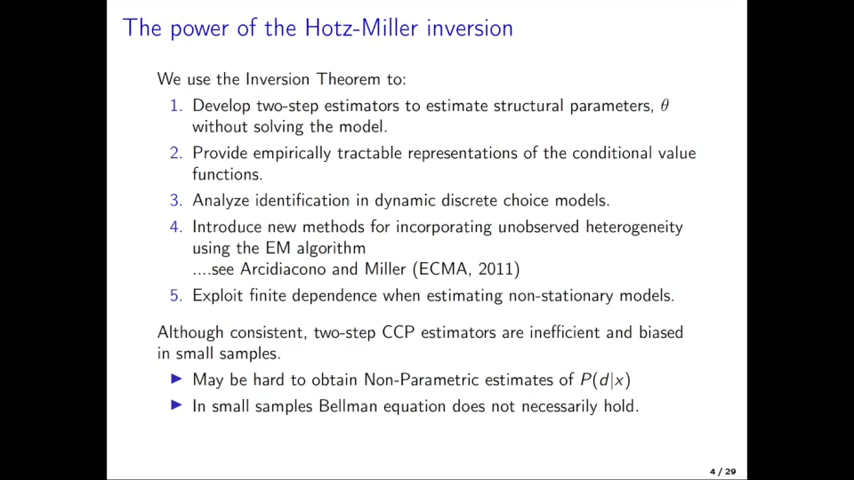 The power of the Hotz-Miller inversion
We use the Inversion Theorem to:
1. Develop two-step estimators to estimate structural parameters, θ
without solving the model.
2. Provide empirically tractable representations of the conditional value
functions.
3. Analyze identification in dynamic discrete choice models.
4. Introduce new methods for incorporating unobserved heterogeneity
using the EM algorithm
....see Arcidiacono and Miller (ECMA, 2011)
5. Exploit finite dependence when estimating non-stationary models.
Although consistent, two-step CCP estimators are inefficient and biased
in small samples.
▶ May be hard to obtain Non-Parametric estimates of P(d|x)
▶ In small samples Bellman equation does not necessarily hold.
4 / 29